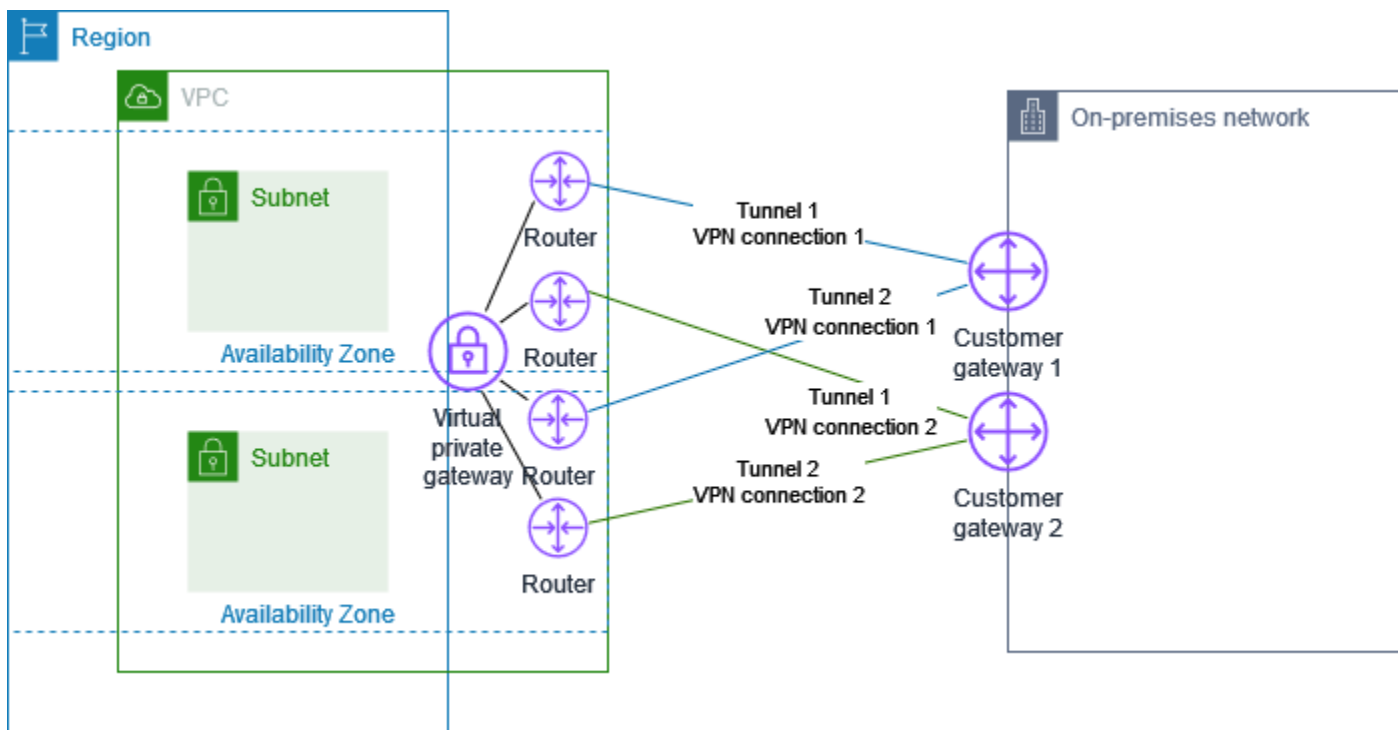 Region
VPC
On-premises network
Subnet
Router
Tunnel 1
VPN connection 1
Tunnel 2
VPN connection 1
Customer
gateway 1
Availability Zone
Router
Virtual
private
gateway
Tunnel 1
VPN connection 2
Subnet
Router
Tunnel 2
VPN connection 2
Customer
gateway 2
Availability Zone
Router